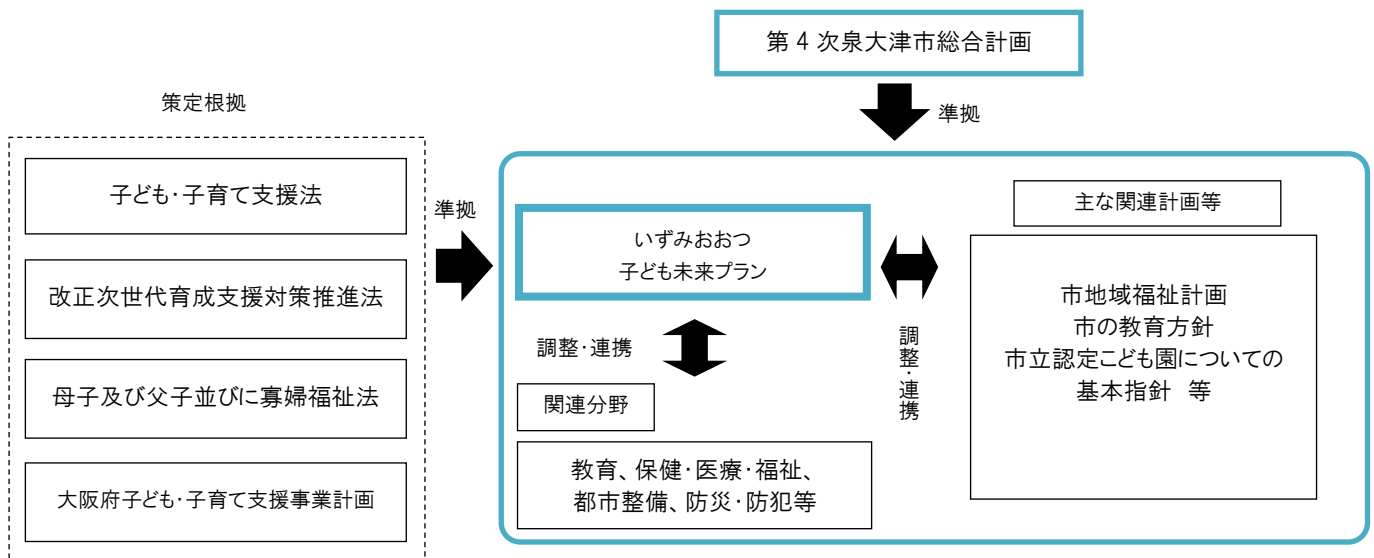 第４次泉大津市総合計画
準拠
策定根拠
子ども・子育て支援法
改正次世代育成支援対策推進法
母子及び父子並びに寡婦福祉法
大阪府子ども・子育て支援事業計画
準拠
いずみおおつ
子ども未来プラン
調整・連携
関連分野
教育、保健・医療・福祉、
都市整備、防災・防犯等
調整・連携
主な関連計画等
市地域福祉計画
市の教育方針
市立認定こども園についての
基本指針　等